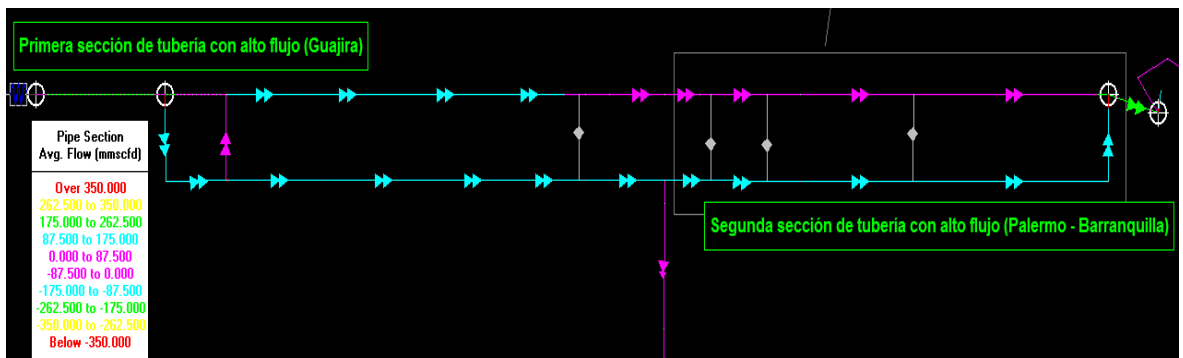 Primera sección de tubería con alto flujo (Guajira)
Pipe Section
Avg. Flow (mmscfd)
Over 350.000
262.500 to 350.000
175.000 to 262.500
87.500 to 175.000
0.000 to 87.500
-87.500 to 0.000
-175.000 to -87.500
-262.500 to -175.000
-350.000 to -262.500
Below -350.000
Segunda sección de tubería con alto flujo (Palermo - Barranquilla)